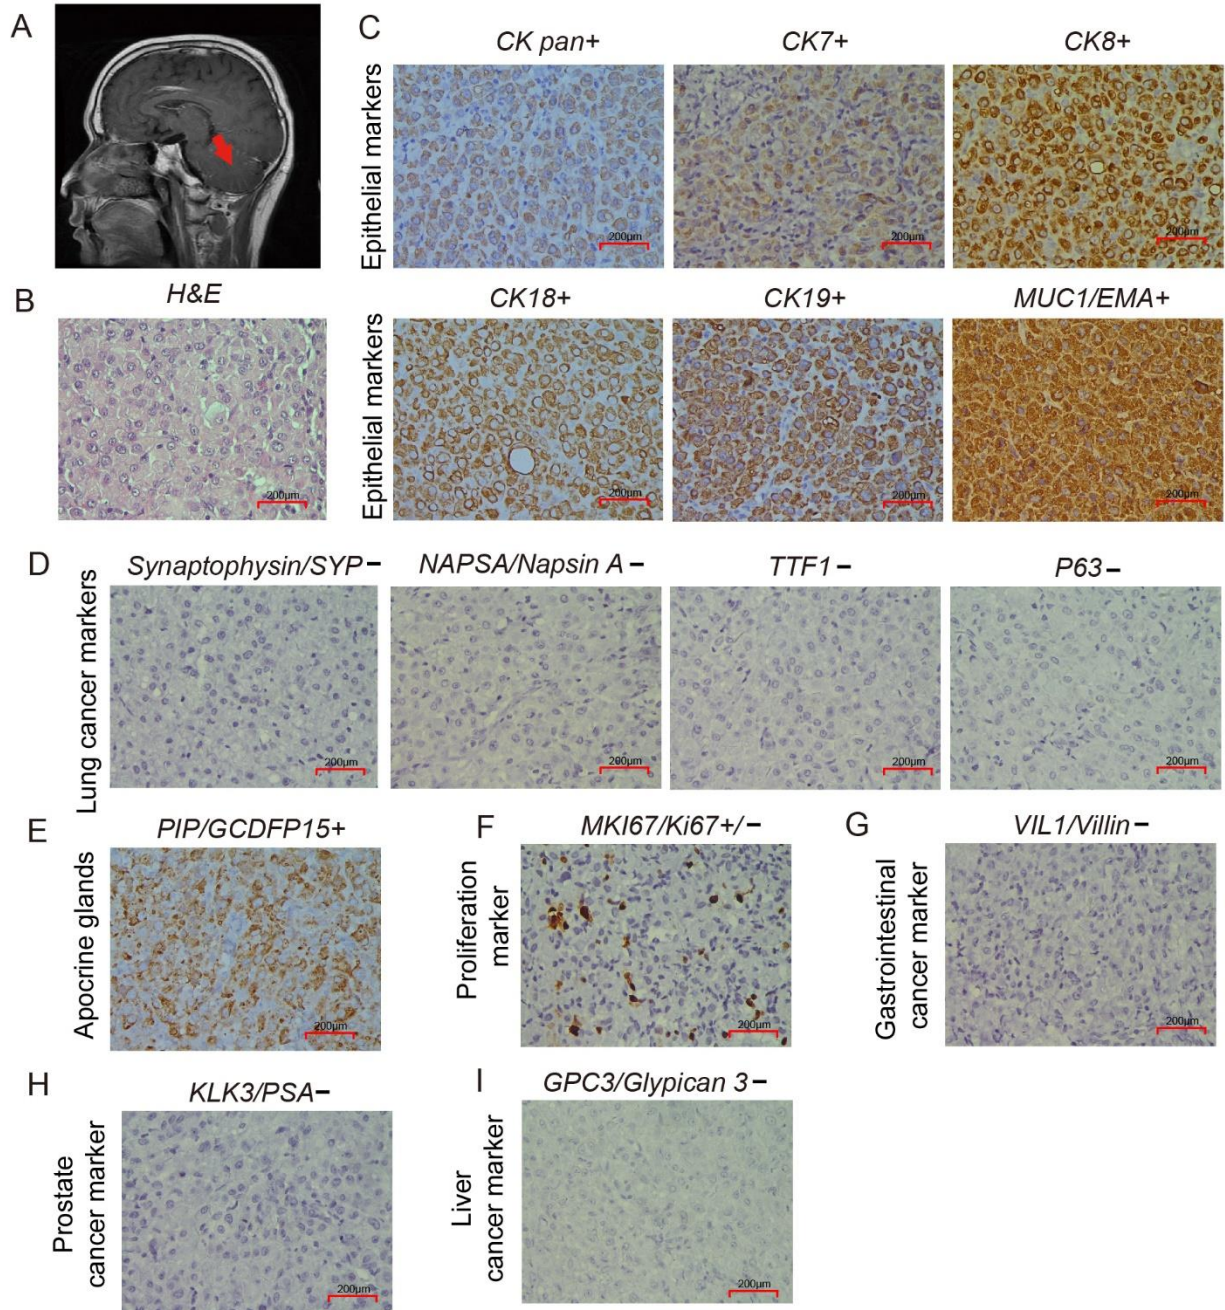 A
C
CK pan+
CK7+
CK8+
Epithelial markers
200µm
200µm
200µm
B
H&E
200µm
CK18+
CK19+
MUC1/EMA+
Epithelial markers
200µm
200µm
200µm
D
Synaptophysin/SYP–
NAPSA/Napsin A–
TTF1–
P63–
Lung cancer markers
200µm
200µm
200µm
200µm
E
PIP/GCDFP15+
Apocrine glands
200µm
F
MKI67/Ki67+/–
Proliferation
marker
200µm
G
VIL1/Villin–
Gastrointestinal
cancer marker
200µm
H
KLK3/PSA–
Prostate
cancer marker
200µm
I
GPC3/Glypican 3–
Liver
cancer marker
200µm